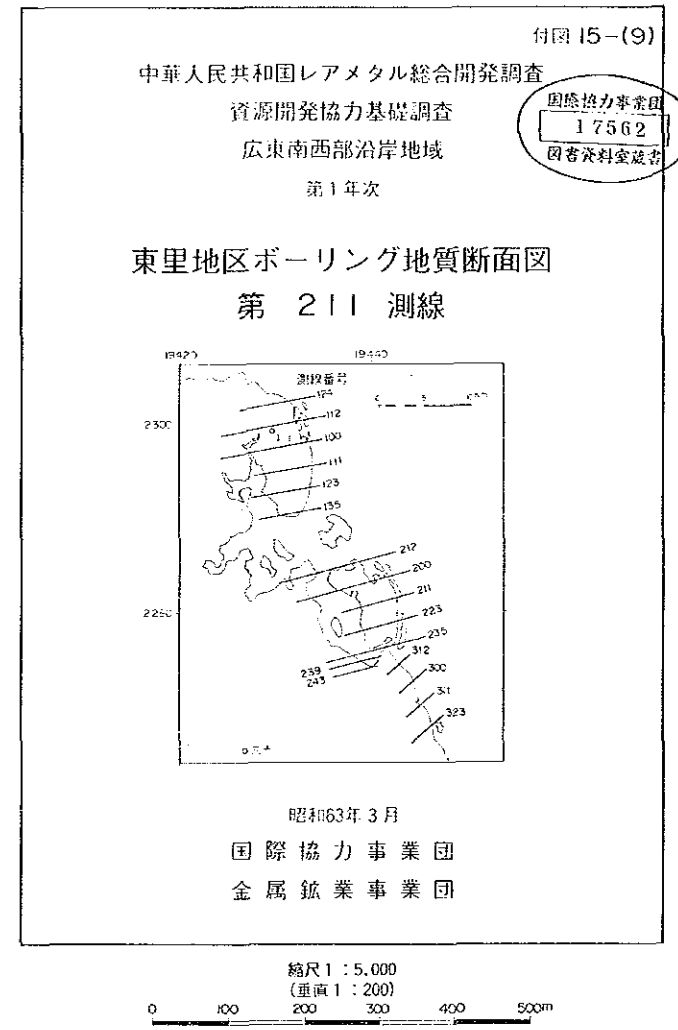 付図 15-(9)
中華人民共和国レアメタル総合開発調査
資源開発協力基礎調査
広東南西部沿岸地域
第1年次
国際協力事業団
17562
図書資料室蔵書
東里地区ボーリング地質断面図
第 211 測線
19420
19440
測線番号
124
112
2300
100
111
123
135
212
200
211
2280
223
235
312
239
300
243
311
323
昭和63年3月
国際協力事業団
金属鉱業事業団
縮尺1:5,000
(垂直1:200)
0 100 200 300 400 500m